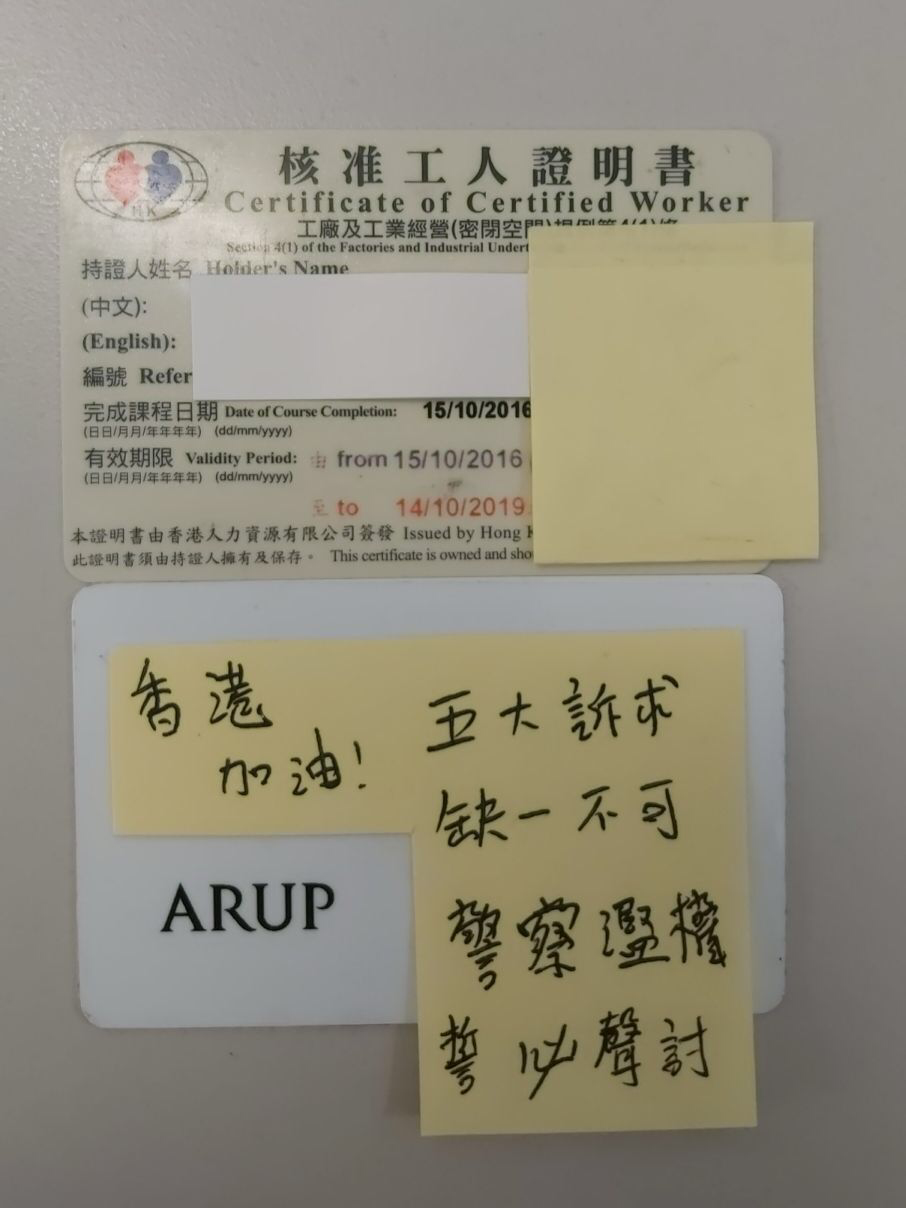 核准工人證明書
Certificate of Certified Worker
工廠及工業經營(密閉空間)規例第4(1)條
Section 4(1) of the Factories and Industrial Undert
持證人姓名 Holder's Name
(中文):
(English):
編號 Refer
完成課程日期 Date of Course Completion: 15/10/2016
(日日/月月/年年年年) (dd/mm/yyyy)
有效期限 Validity Period: 由 from 15/10/2016
(日日/月月/年年年年) (dd/mm/yyyy)
至 to 14/10/2019
本證明書由香港人力資源有限公司簽發 Issued by Hong K
此證明書須由持證人擁有及保存。 This certificate is owned and sho
HK
香港
加油!
五大訴求
缺一不可
警察濫權
誓必聲討
ARUP